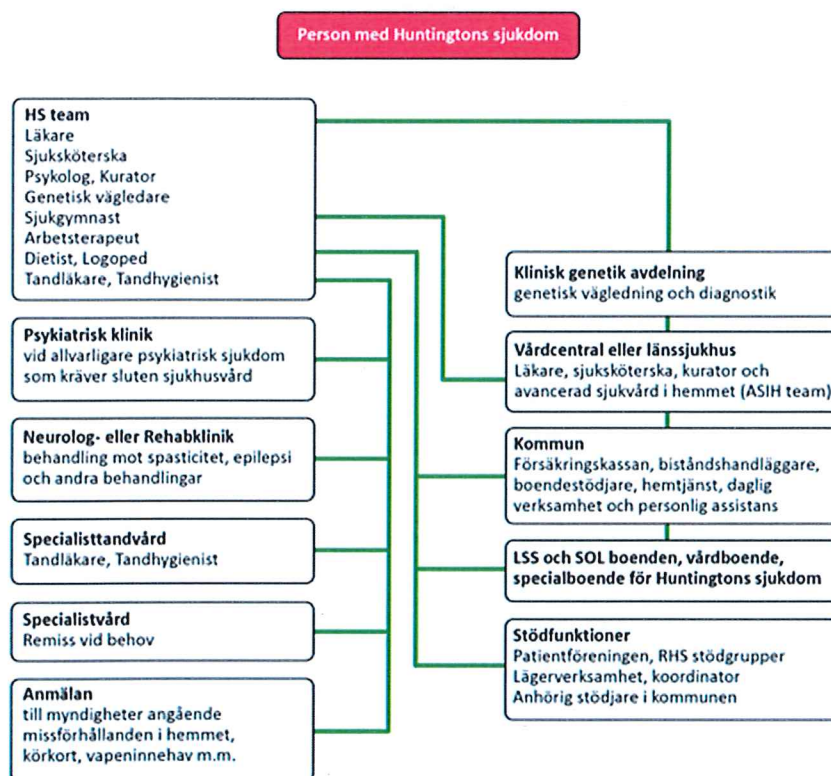 Person med Huntingtons sjukdom
HS team
Läkare
Sjuksköterska
Psykolog, Kurator
Genetisk vägledare
Sjukgymnast
Arbetsterapeut
Dietist, Logoped
Tandläkare, Tandhygienist
Psykiatrisk klinik
vid allvarligare psykiatrisk sjukdom
som kräver sluten sjukhusvård
Neurolog- eller Rehabklinik
behandling mot spasticitet, epilepsi
och andra behandlingar
Specialisttandvård
Tandläkare, Tandhygienist
Specialistvård
Remiss vid behov
Anmälan
till myndigheter angående
missförhållanden i hemmet,
körkort, vapeninnehav m.m.
Klinisk genetik avdelning
genetisk vägledning och diagnostik
Vårdcentral eller länssjukhus
Läkare, sjuksköterska, kurator och
avancerad sjukvård i hemmet (ASIH team)
Kommun
Försäkringskassan, biståndshandläggare,
boendestödjare, hemtjänst, daglig
verksamhet och personlig assistans
LSS och SOL boenden, vårdboende,
specialboende för Huntingtons sjukdom
Stödfunktioner
Patientföreningen, RHS stödgrupper
Lägerverksamhet, koordinator
Anhörig stödjare i kommunen